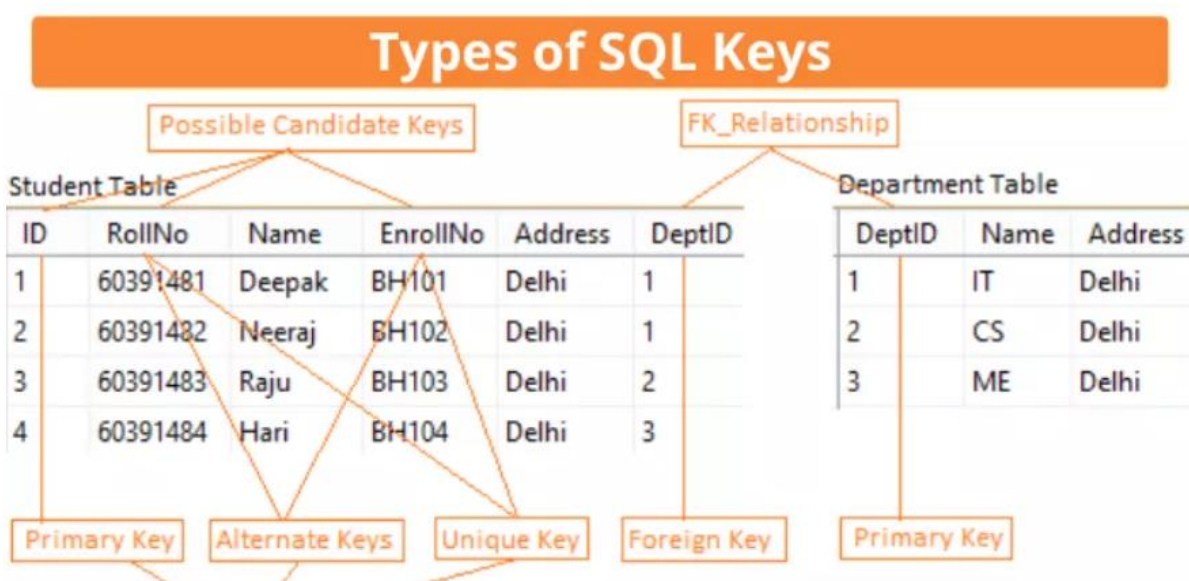 Types of SQL Keys
Possible Candidate Keys FK_Relationship
Student Table Department Table
ID RollNo Name EnrollNo Address DeptID DeptID Name Address
1 60391481 Deepak BH101 Delhi 1 1 IT Delhi
2 60391482 Neeraj BH102 Delhi 1 2 CS Delhi
3 60391483 Raju BH103 Delhi 2 3 ME Delhi
4 60391484 Hari BH104 Delhi 3
Primary Key Alternate Keys Unique Key Foreign Key Primary Key